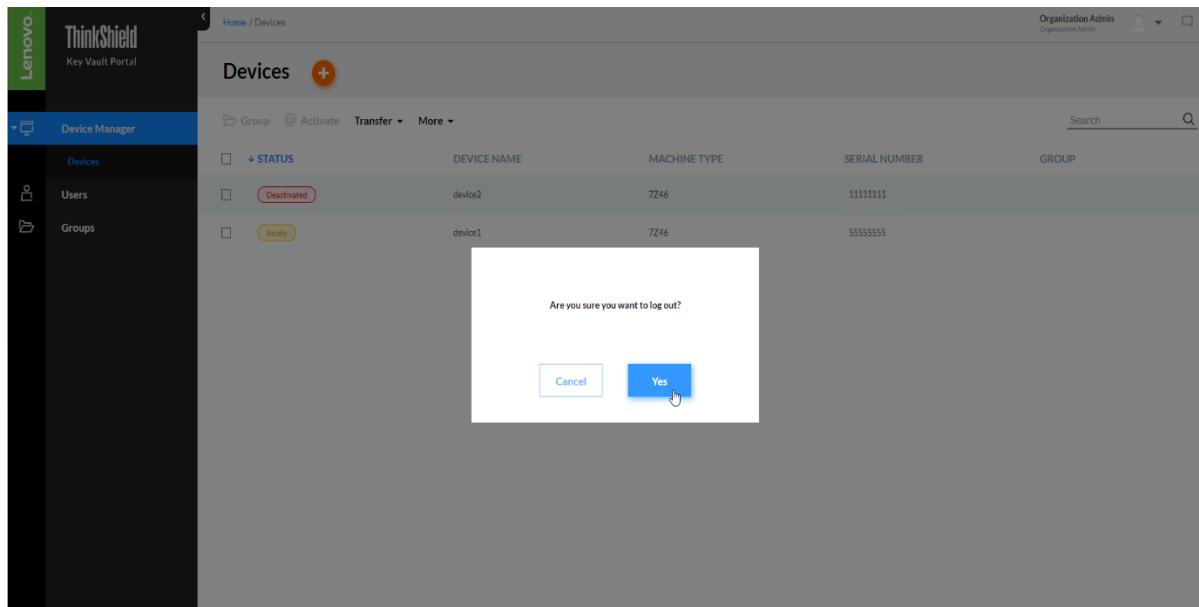 Lenovo
ThinkShield
Key Vault Portal
Home / Devices
Organization Admin
Organization Admin
Devices
Device Manager
Devices
Users
Groups
Group Activate Transfer More
Search
STATUS DEVICE NAME MACHINE TYPE SERIAL NUMBER GROUP
Deactivated device2 7Z46 11111111
Ready device1 7Z46 55555555
Are you sure you want to log out?
Cancel Yes